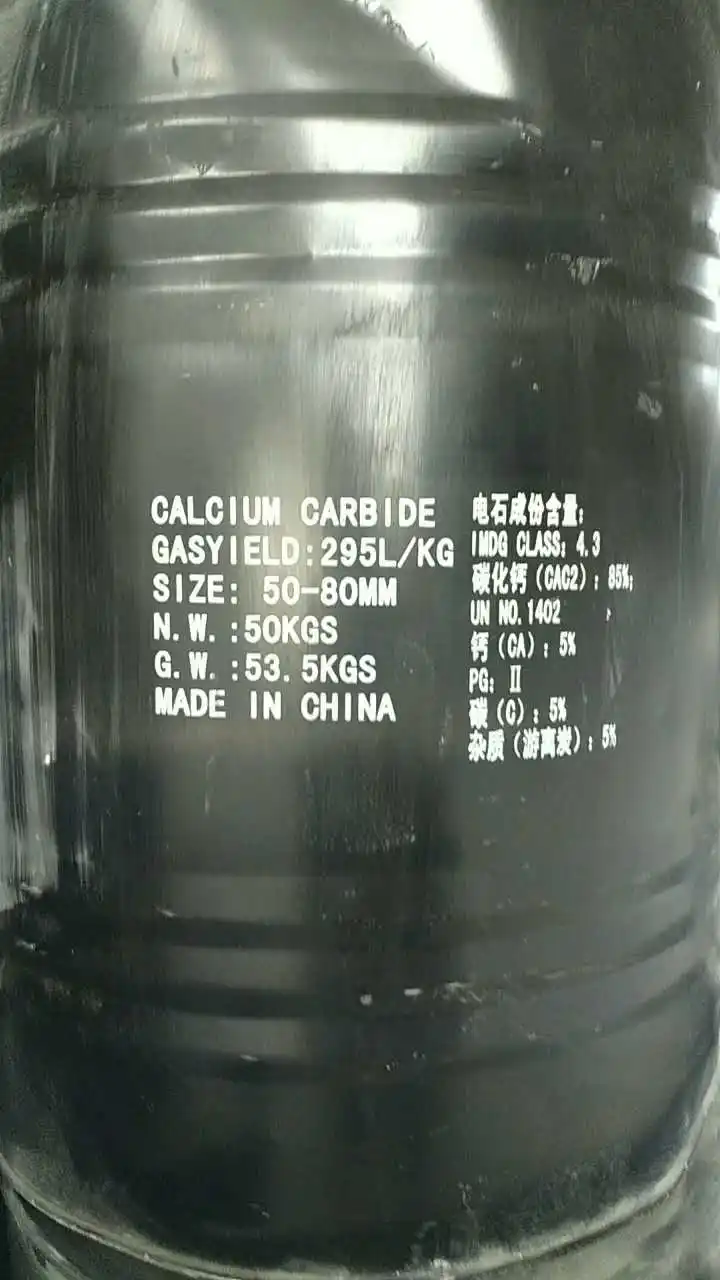 CALCIUM CARBIDE
GASYIELD:295L/KG
SIZE: 50-80MM
N.W.:50KGS
G.W.:53.5KGS
MADE IN CHINA
电石成份含量:
IMDG CLASS: 4.3
碳化钙(CAC2): 85%;
UN NO.1402
钙(CA): 5%
PG: Ⅱ
碳(C): 5%
杂质(游离炭): 5%